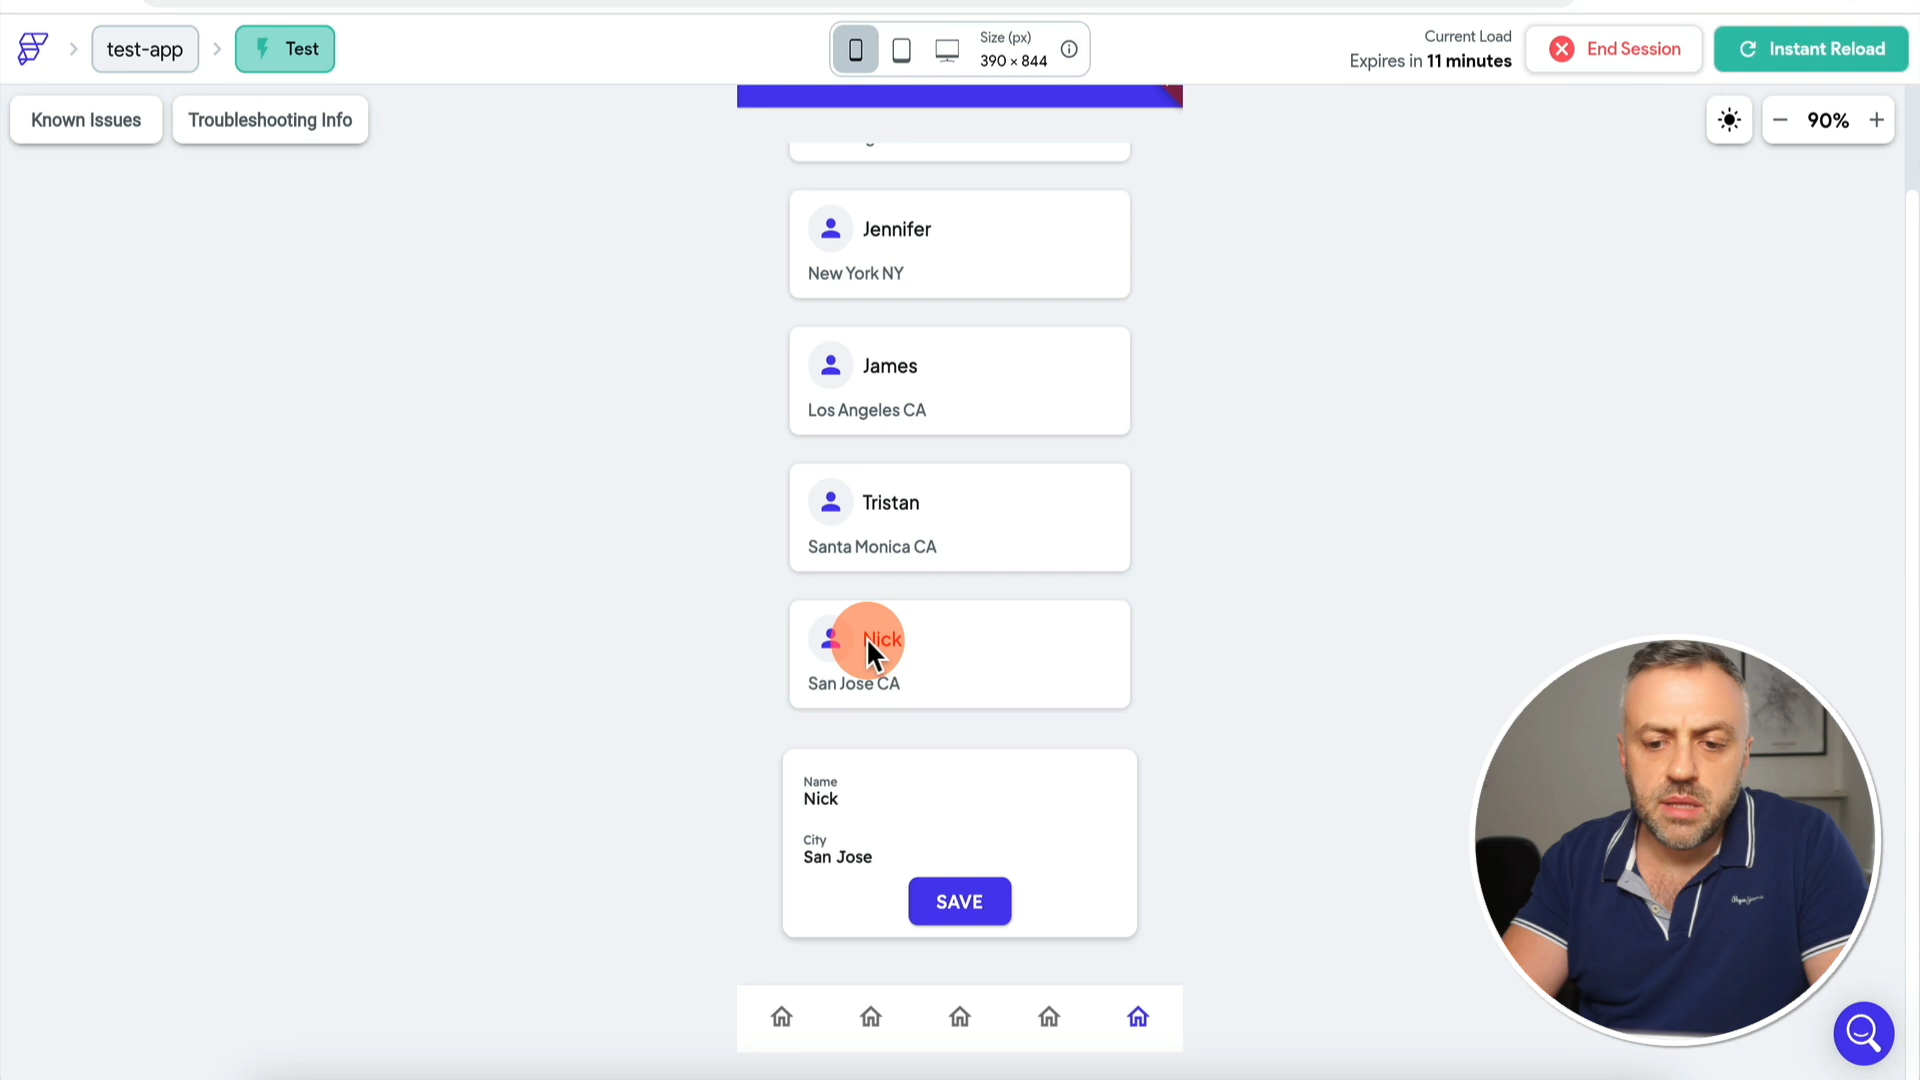 test-app
Test
Size (px)
390 × 844
Current Load
Expires in 11 minutes
End Session
Instant Reload
Known Issues
Troubleshooting Info
90%
Jennifer
New York NY
James
Los Angeles CA
Tristan
Santa Monica CA
Nick
San Jose CA
Name
Nick
City
San Jose
SAVE